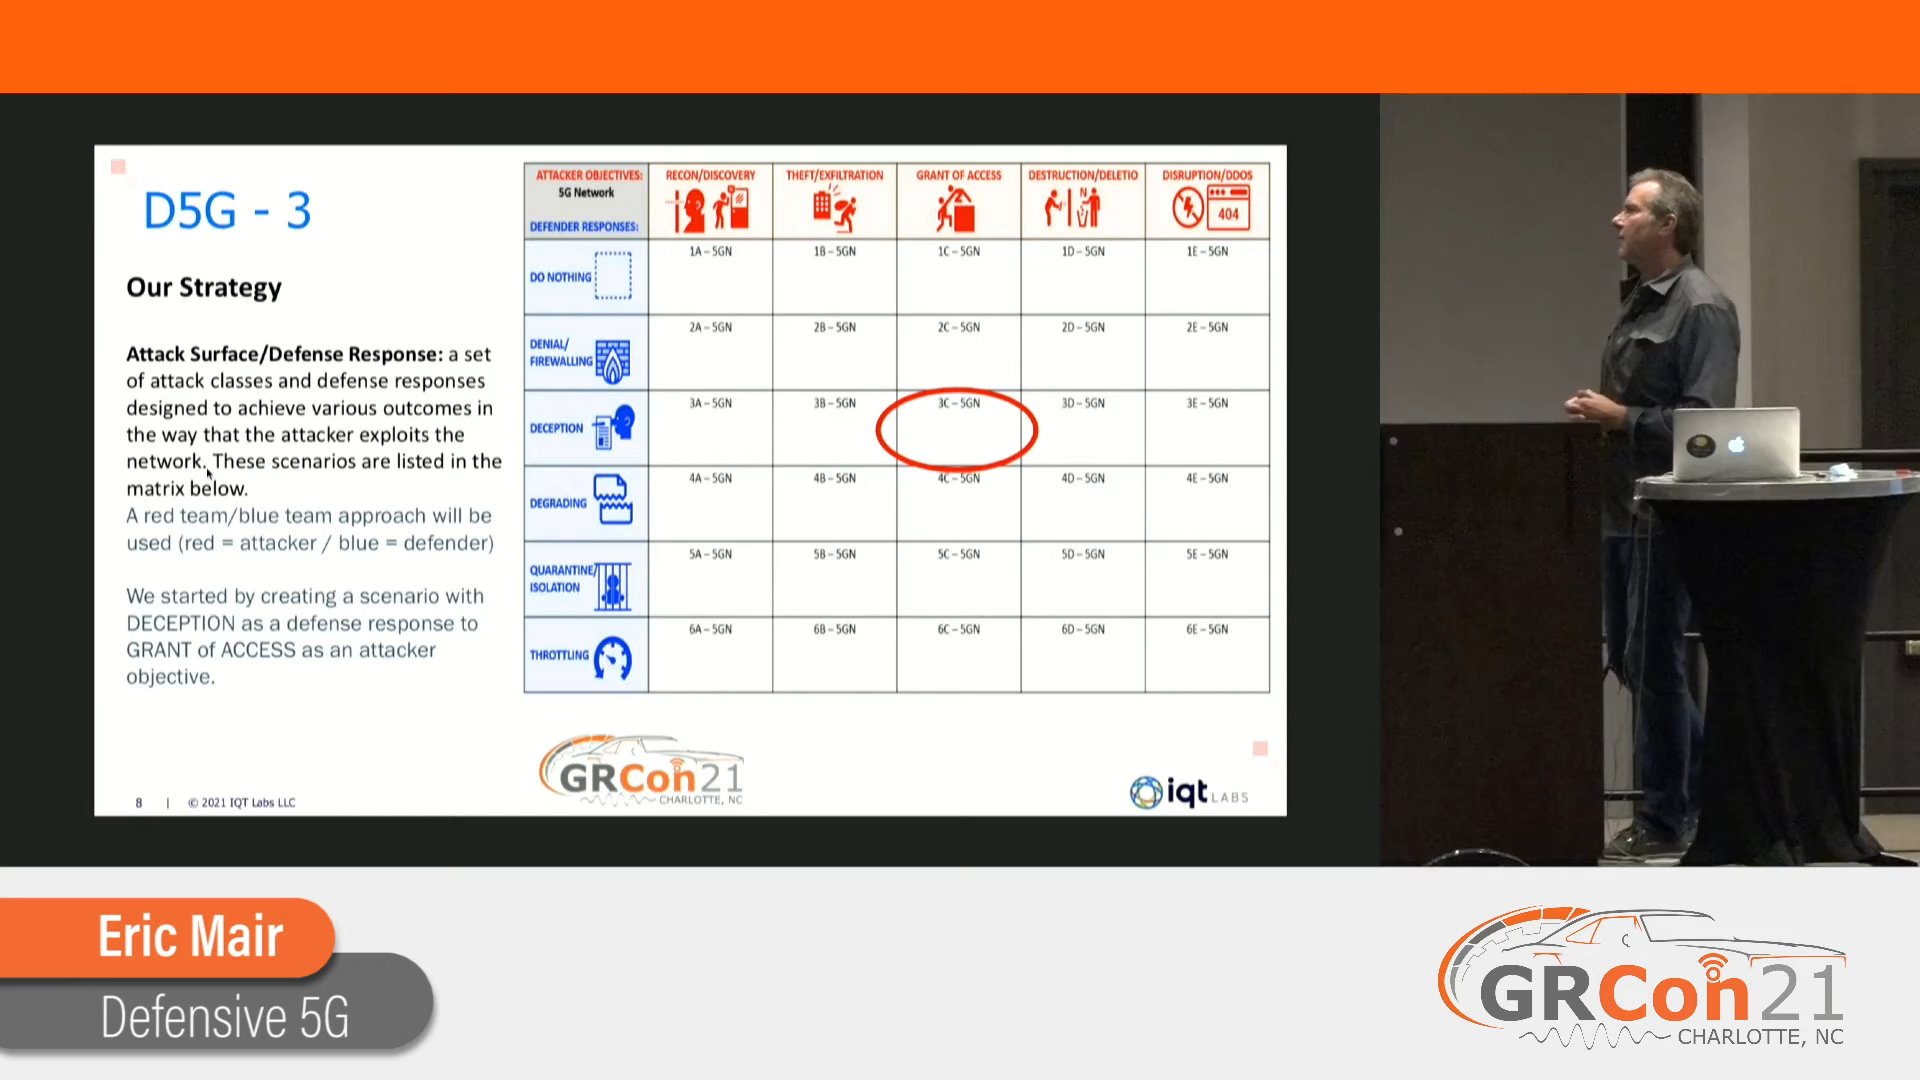 D5G - 3
Our Strategy
Attack Surface/Defense Response: a set
of attack classes and defense responses
designed to achieve various outcomes in
the way that the attacker exploits the
network. These scenarios are listed in the
matrix below.
A red team/blue team approach will be
used (red = attacker / blue = defender)
We started by creating a scenario with
DECEPTION as a defense response to
GRANT of ACCESS as an attacker
objective.
ATTACKER OBJECTIVES:
5G Network
DEFENDER RESPONSES:
RECON/DISCOVERY
THEFT/EXFILTRATION
GRANT OF ACCESS
DESTRUCTION/DELETIO
N
DISRUPTION/DDOS
404
DO NOTHING
1A – 5GN
1B – 5GN
1C – 5GN
1D – 5GN
1E – 5GN
DENIAL/
FIREWALLING
2A – 5GN
2B – 5GN
2C – 5GN
2D – 5GN
2E – 5GN
DECEPTION
3A – 5GN
3B – 5GN
3C – 5GN
3D – 5GN
3E – 5GN
DEGRADING
4A – 5GN
4B – 5GN
4C – 5GN
4D – 5GN
4E – 5GN
QUARANTINE/
ISOLATION
5A – 5GN
5B – 5GN
5C – 5GN
5D – 5GN
5E – 5GN
THROTTLING
6A – 5GN
6B – 5GN
6C – 5GN
6D – 5GN
6E – 5GN
GRCon21
CHARLOTTE, NC
8 | © 2021 IQT Labs LLC
iqt LABS
Eric Mair
Defensive 5G
GRCon21
CHARLOTTE, NC